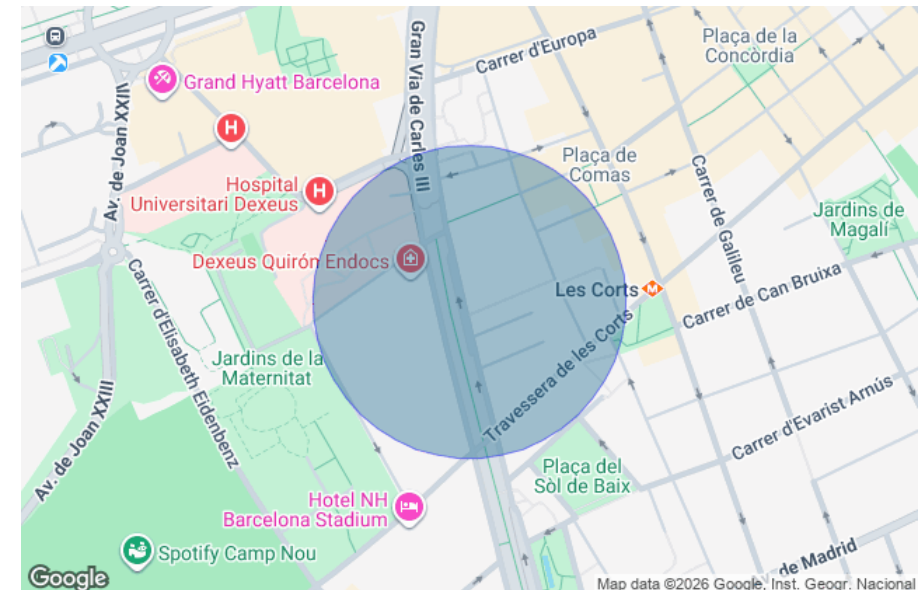 Gran Via de Carles III
Carrer d'Europa
Plaça de la
Concòrdia
Grand Hyatt Barcelona
Av. de Joan XXIII
H
Plaça de
Comas
Hospital
Universitari Dexeus
H
Carrer de Galileu
Jardins de
Magalí
Dexeus Quirón Endocs
Les Corts
M
Carrer de Can Bruixa
Carrer d'Elisabeth Eidenbenz
Jardins de la
Maternitat
Travessera de les Corts
Carrer d'Evarist Arnús
Av. de Joan XXIII
Plaça del
Sòl de Baix
Hotel NH
Barcelona Stadium
Spotify Camp Nou
de Madrid
Google
Map data ©2026 Google, Inst. Geogr. Nacional